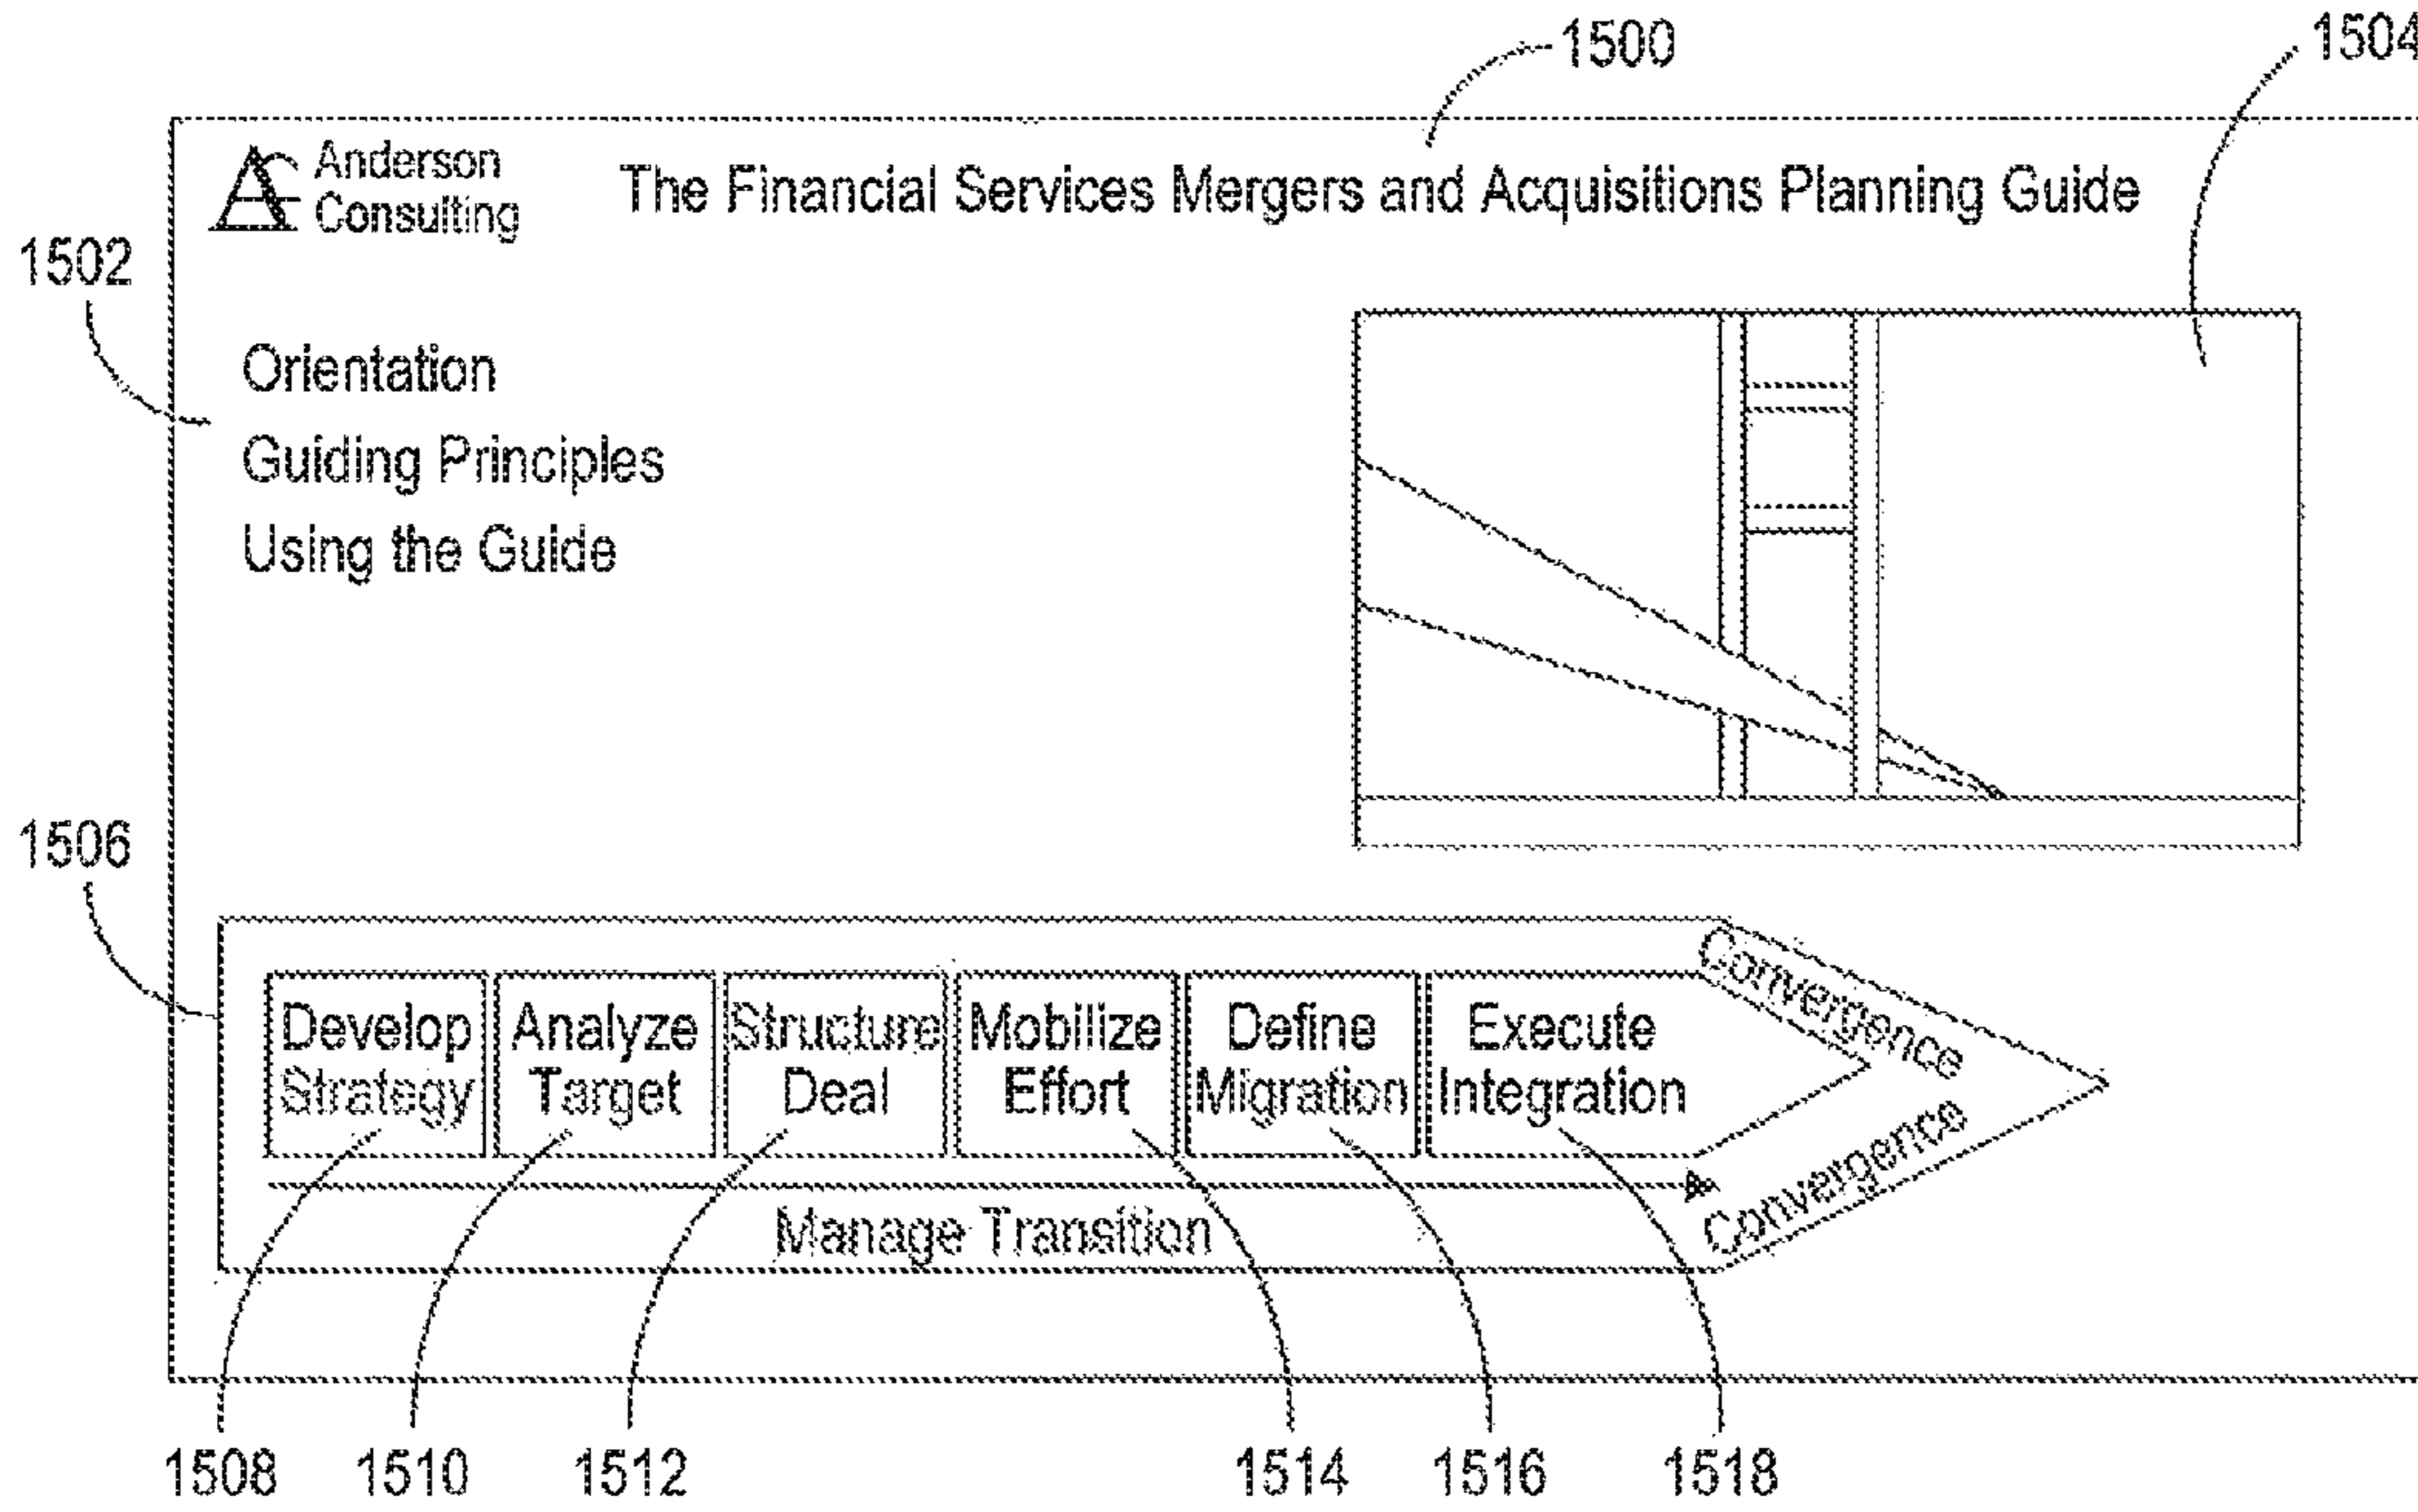 1500
1504
Anderson
Consulting
The Financial Services Mergers and Acquisitions Planning Guide
1502
Orientation
Guiding Principles
Using the Guide
1506
Develop
Strategy
Analyze
Target
Structure
Deal
Mobilize
Effort
Define
Migration
Execute
Integration
Convergence
Convergence
Manage Transition
1508
1510
1512
1514
1516
1518